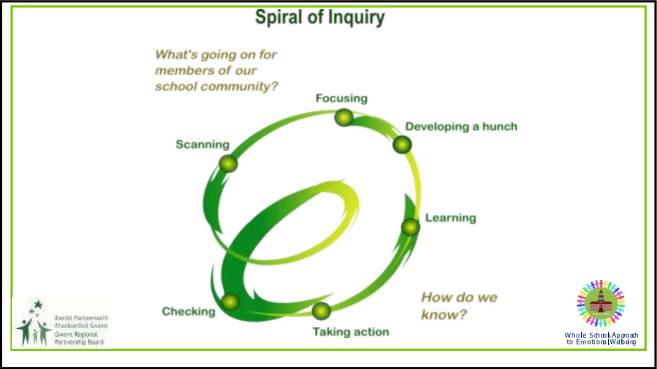 Spiral of Inquiry
What's going on for
members of our
school community?
Focusing
Developing a hunch
Scanning
Learning
Checking
How do we
know?
Taking action
Bwrdd Partneriaeth
Rhanbarthol Gwent
Gwent Regional
Partnership Board
Whole School Approach
to Emotional Wellbeing